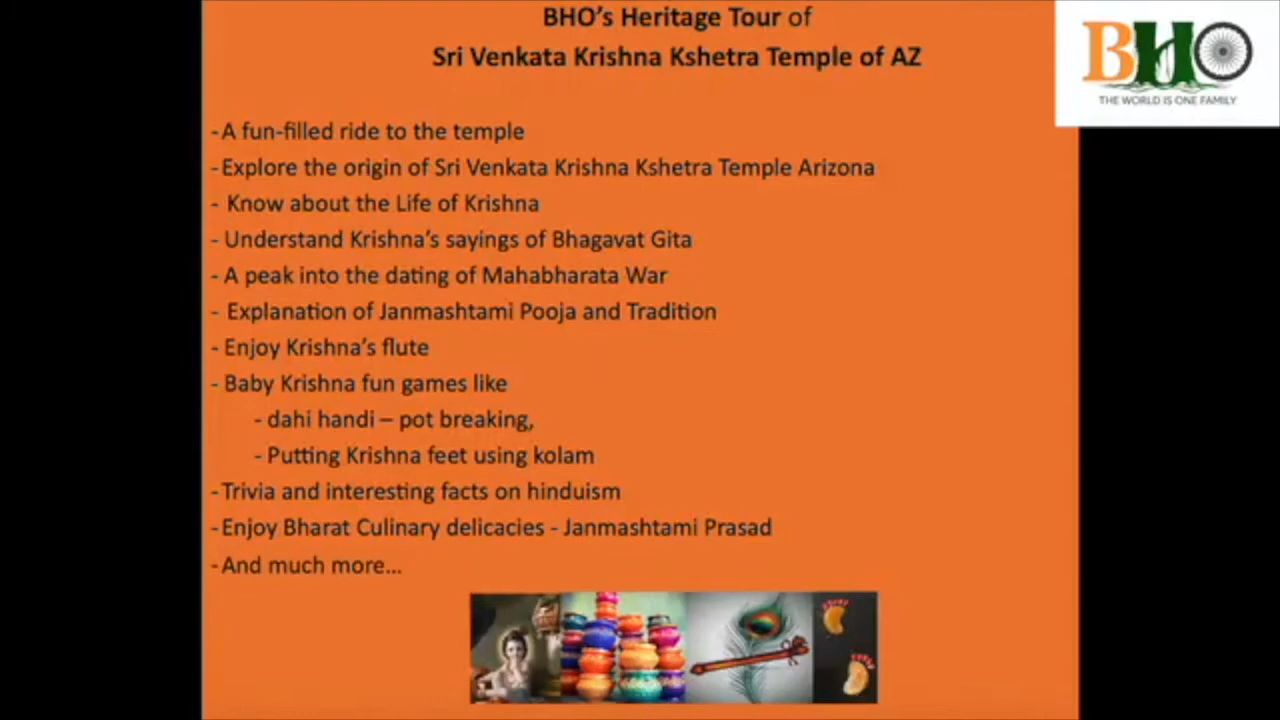 BHO's Heritage Tour of
Sri Venkata Krishna Kshetra Temple of AZ
BHO
THE WORLD IS ONE FAMILY
-A fun-filled ride to the temple
-Explore the origin of Sri Venkata Krishna Kshetra Temple Arizona
- Know about the Life of Krishna
- Understand Krishna's sayings of Bhagavat Gita
- A peak into the dating of Mahabharata War
- Explanation of Janmashtami Pooja and Tradition
- Enjoy Krishna's flute
- Baby Krishna fun games like
- dahi handi – pot breaking,
- Putting Krishna feet using kolam
-Trivia and interesting facts on hinduism
-Enjoy Bharat Culinary delicacies - Janmashtami Prasad
-And much more...